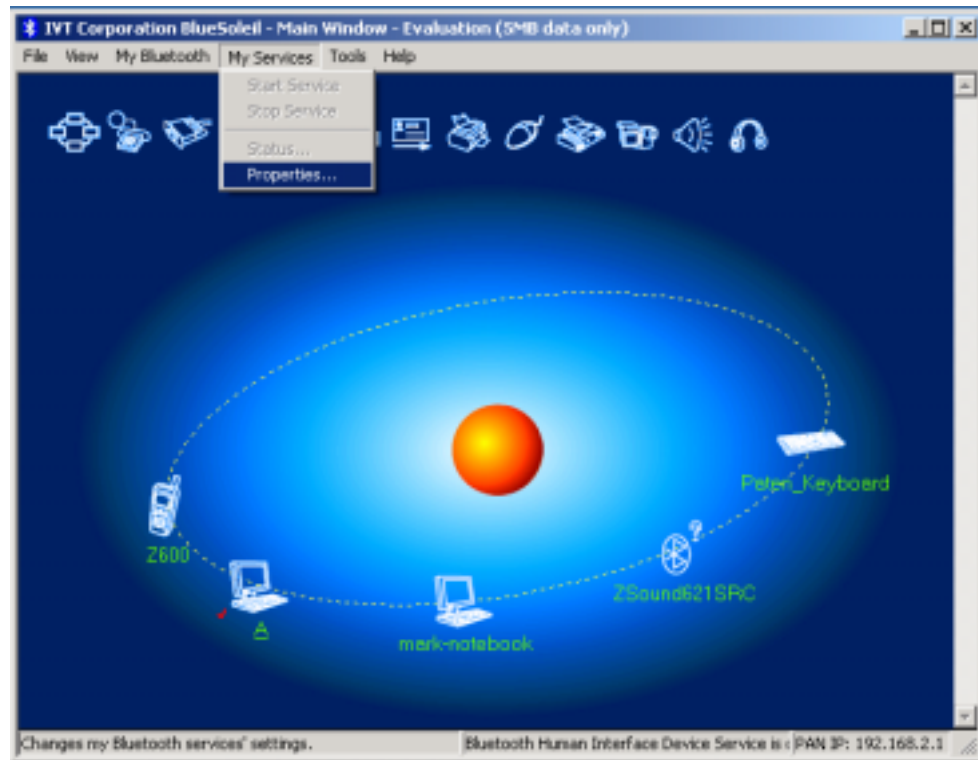 IVT Corporation BlueSoleil - Main Window - Evaluation (5MB data only)
File View My Bluetooth My Services Tools Help
Start Service
Stop Service
Status...
Properties...
Peteri_Keyboard
Z600
ZSound621SRC
A
mark-notebook
Changes my Bluetooth services' settings.
Bluetooth Human Interface Device Service is
PAN IP: 192.168.2.1